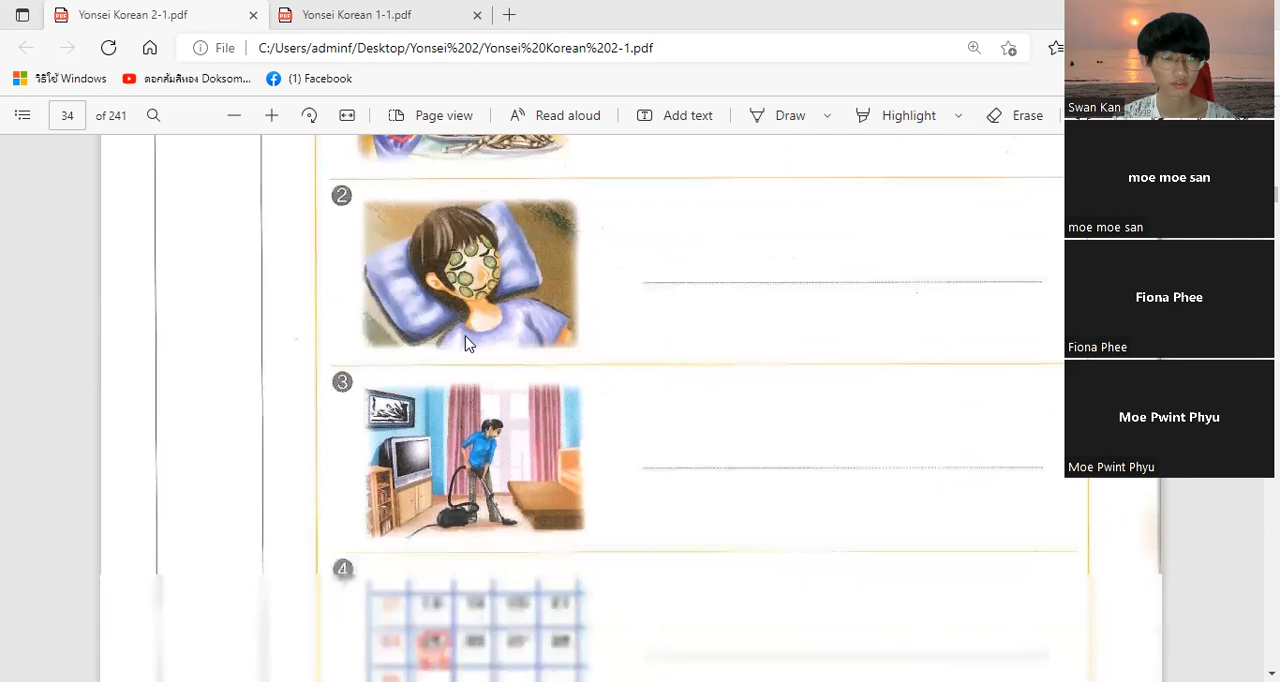 Yonsei Korean 2-1.pdf
Yonsei Korean 1-1.pdf
File C:/Users/adminf/Desktop/Yonsei%202/Yonsei%20Korean%202-1.pdf
วิธีใช้ Windows
ดอกส้มสีทอง Doksom...
(1) Facebook
34 of 241
Page view
Read aloud
Add text
Draw
Highlight
Erase
Swan Kan
moe moe san
moe moe san
Fiona Phee
Fiona Phee
Moe Pwint Phyu
Moe Pwint Phyu
2
3
4